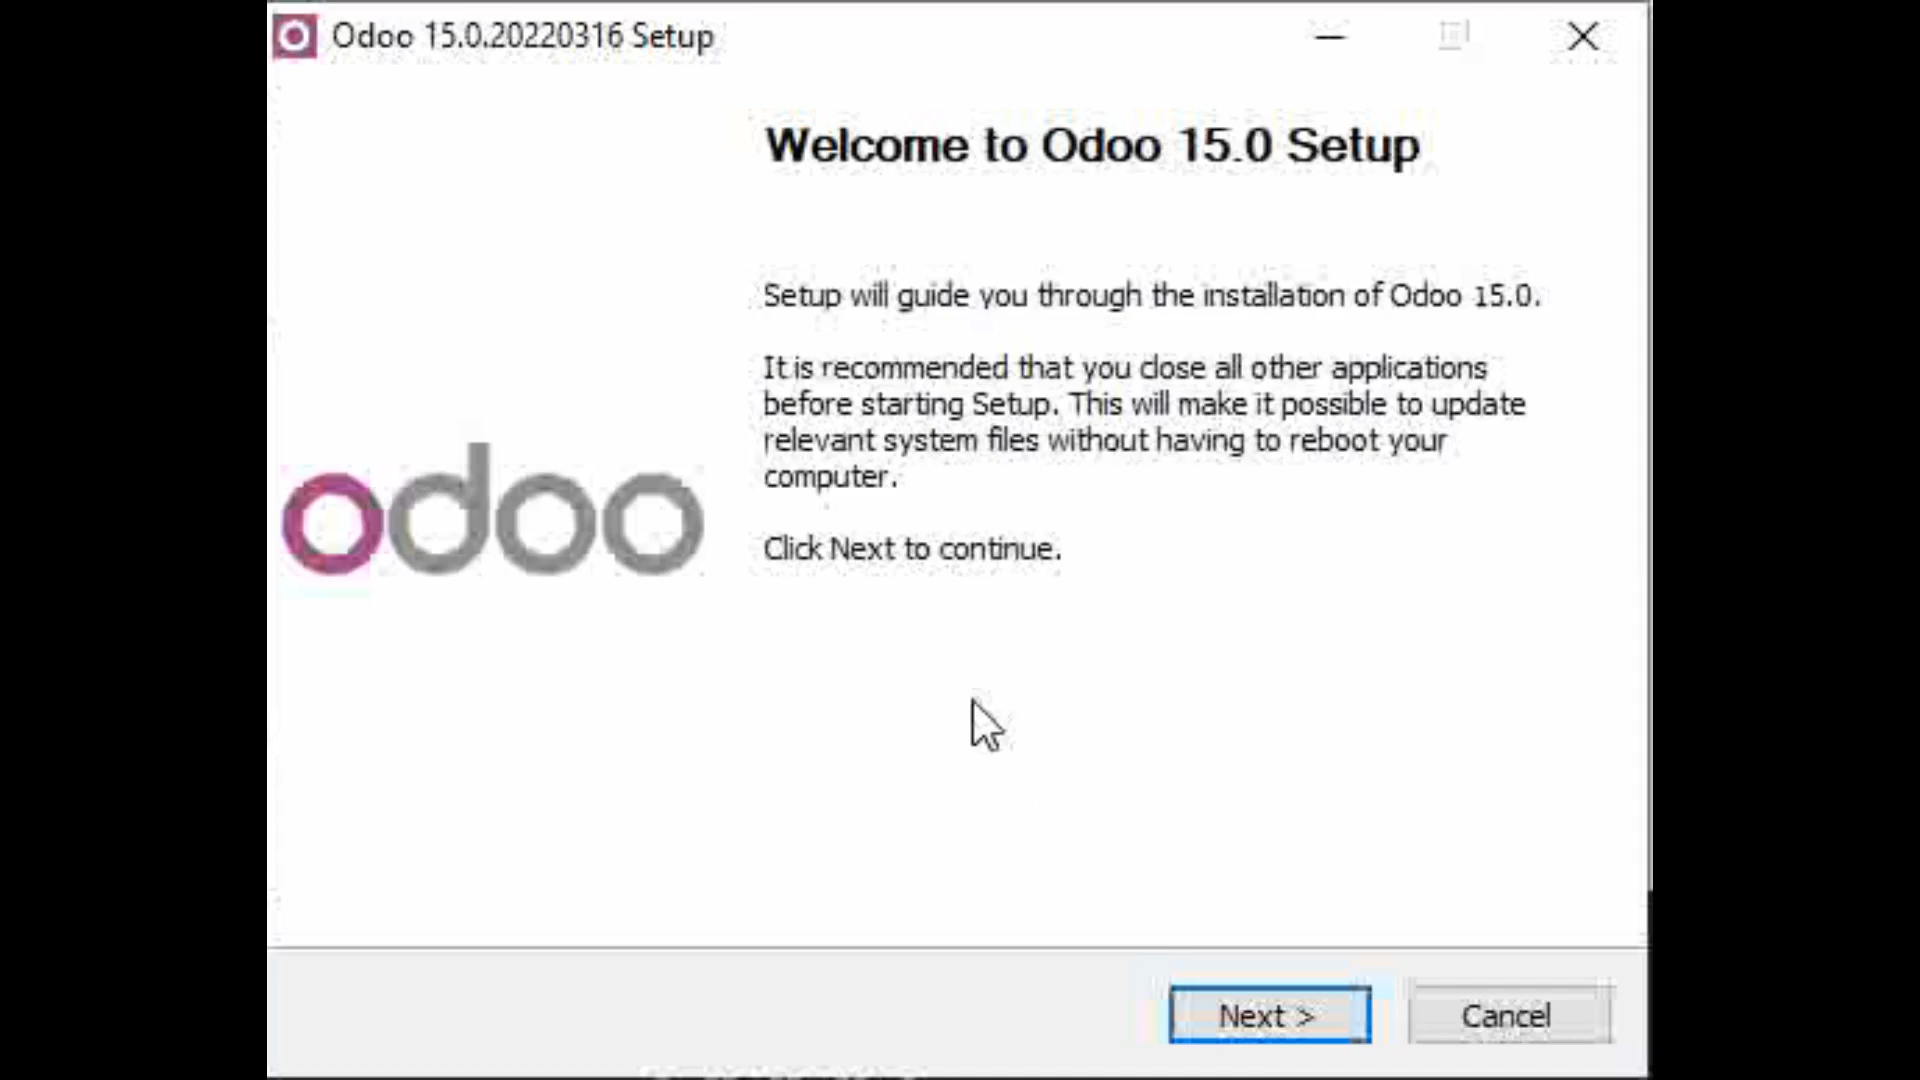 Odoo 15.0.20220316 Setup
Welcome to Odoo 15.0 Setup
Setup will guide you through the installation of Odoo 15.0.
It is recommended that you close all other applications
before starting Setup. This will make it possible to update
relevant system files without having to reboot your
computer.
odoo
Click Next to continue.
Next >
Cancel